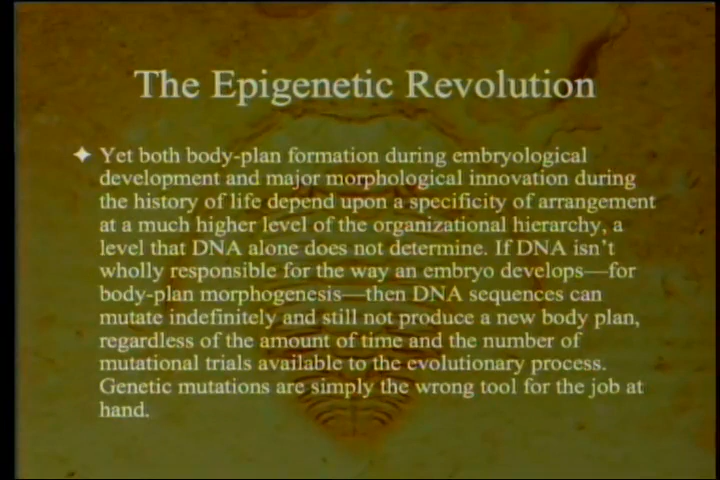 The Epigenetic Revolution
Yet both body-plan formation during embryological
development and major morphological innovation during
the history of life depend upon a specificity of arrangement
at a much higher level of the organizational hierarchy, a
level that DNA alone does not determine. If DNA isn't
wholly responsible for the way an embryo develops—for
body-plan morphogenesis—then DNA sequences can
mutate indefinitely and still not produce a new body plan,
regardless of the amount of time and the number of
mutational trials available to the evolutionary process.
Genetic mutations are simply the wrong tool for the job at
hand.